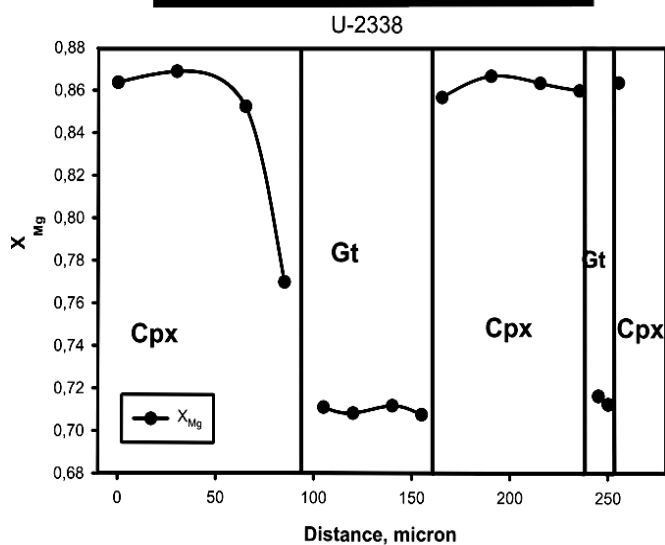 U-2338
0,88
0,86
0,84
0,82
0,80
0,78
0,76
0,74
0,72
0,70
0,68
X Mg
Gt
Gt
Cpx
Cpx
Cpx
X Mg
0 50 100 150 200 250
Distance, micron